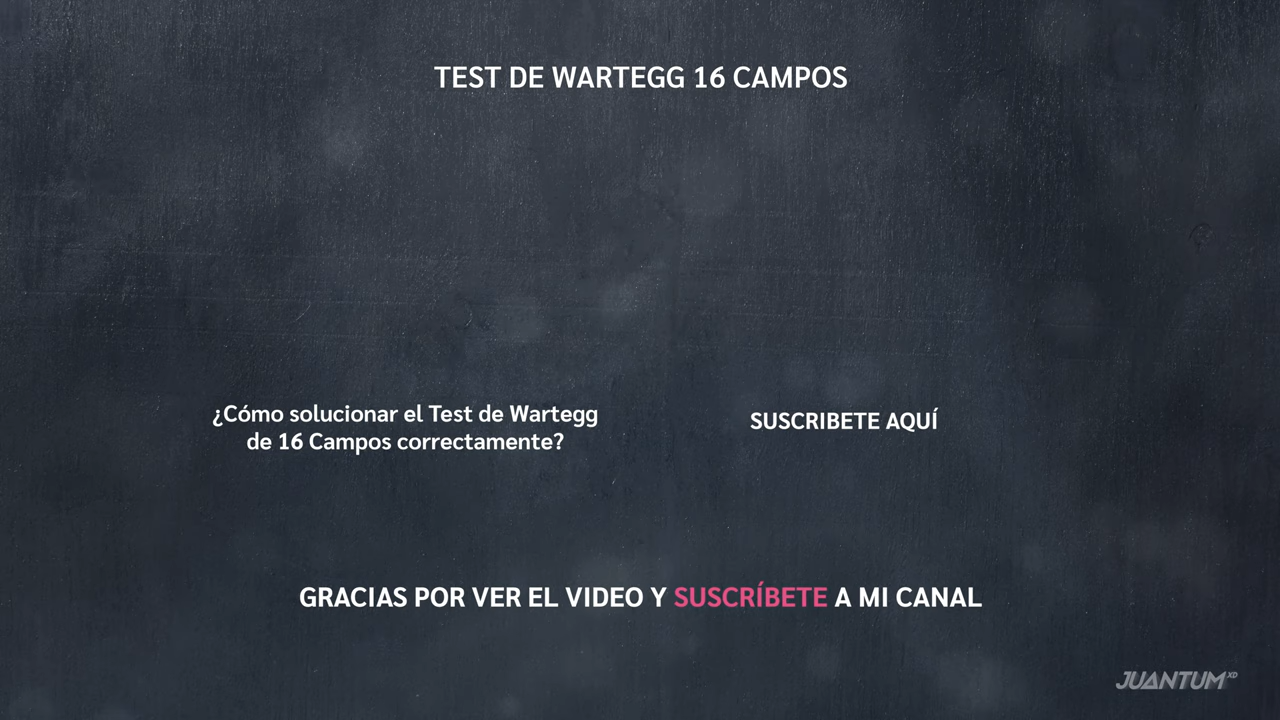 TEST DE WARTEGG 16 CAMPOS
¿Cómo solucionar el Test de Wartegg
de 16 Campos correctamente?
SUSCRIBETE AQUÍ
GRACIAS POR VER EL VIDEO Y SUSCRÍBETE A MI CANAL
JUANTUM XD